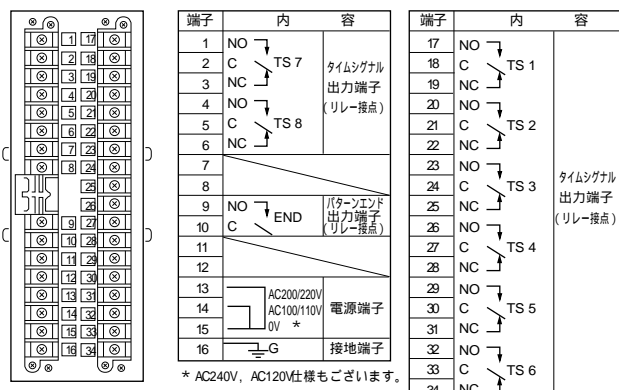 1 17
2 18
3 19
4 20
5 21
6 22
7 23
8 24
25
26
9 27
10 28
11 29
12 30
13 31
14 32
15 33
16 34
端子 内 容
1 NO
2 C TS 7
3 NC
タイムシグナル
出力端子
(リレー接点)
4 NO
5 C TS 8
6 NC
7
8
9 NO
10 C
END
パターンエンド
出力端子
(リレー接点)
11
12
13 AC200/220V
14 AC100/110V
15 0V *
電源端子
16 G 接地端子
* AC240V, AC120V仕様もございます。
端子 内 容
17 NO
18 C TS 1
19 NC
20 NO
21 C TS 2
22 NC
23 NO
24 C TS 3
25 NC
タイムシグナル
出力端子
(リレー接点)
26 NO
27 C TS 4
28 NC
29 NO
30 C TS 5
31 NC
32 NO
33 C TS 6
34 NC